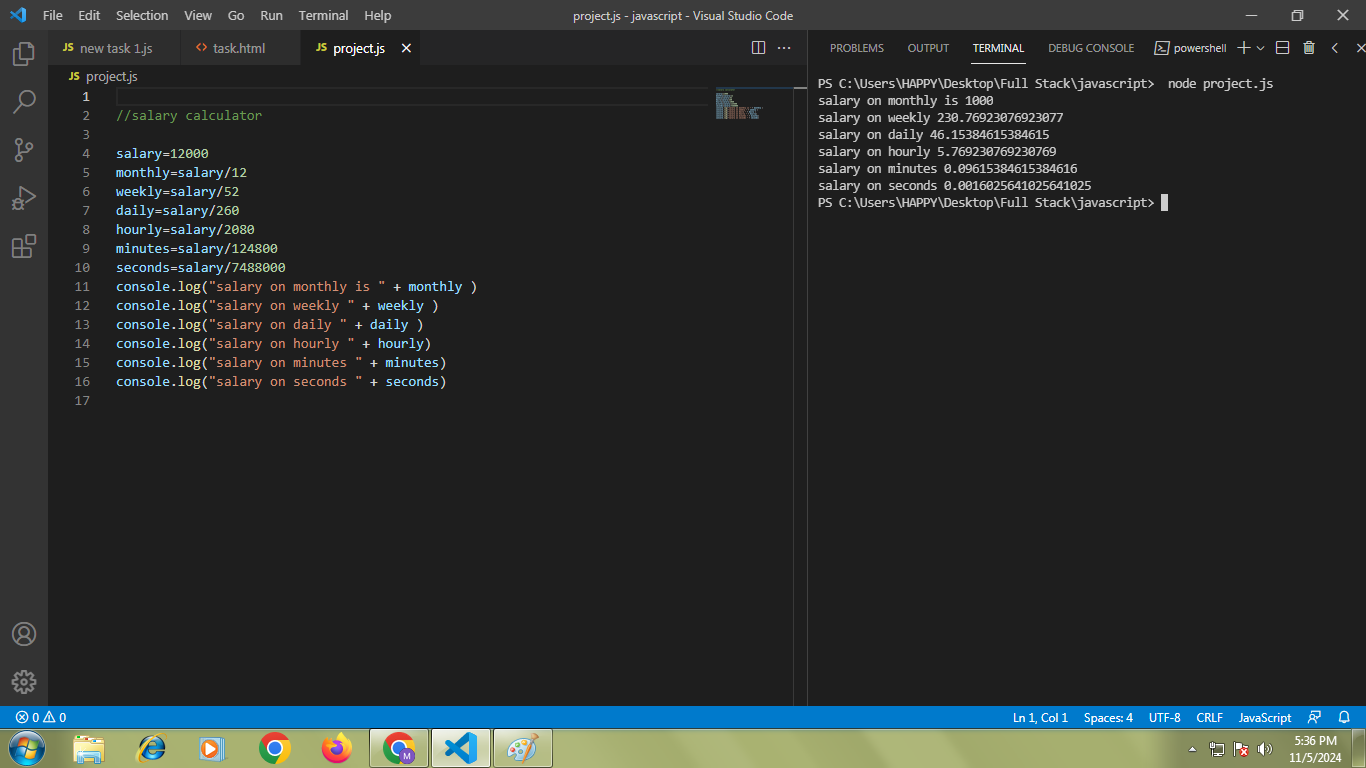 File Edit Selection View Go Run Terminal Help
project.js - javascript - Visual Studio Code
JS new task 1.js <> task.html JS project.js
PROBLEMS OUTPUT TERMINAL DEBUG CONSOLE powershell
JS project.js
1
2 //salary calculator
3
4 salary=12000
5 monthly=salary/12
6 weekly=salary/52
7 daily=salary/260
8 hourly=salary/2080
9 minutes=salary/124800
10 seconds=salary/7488000
11 console.log("salary on monthly is " + monthly )
12 console.log("salary on weekly " + weekly )
13 console.log("salary on daily " + daily )
14 console.log("salary on hourly " + hourly)
15 console.log("salary on minutes " + minutes)
16 console.log("salary on seconds " + seconds)
17
PS C:\Users\HAPPY\Desktop\Full Stack\javascript>  node project.js
salary on monthly is 1000
salary on weekly 230.76923076923077
salary on daily 46.15384615384615
salary on hourly 5.769230769230769
salary on minutes 0.09615384615384616
salary on seconds 0.0016025641025641025
PS C:\Users\HAPPY\Desktop\Full Stack\javascript>
0 0
Ln 1, Col 1 Spaces: 4 UTF-8 CRLF JavaScript
M
5:36 PM
11/5/2024